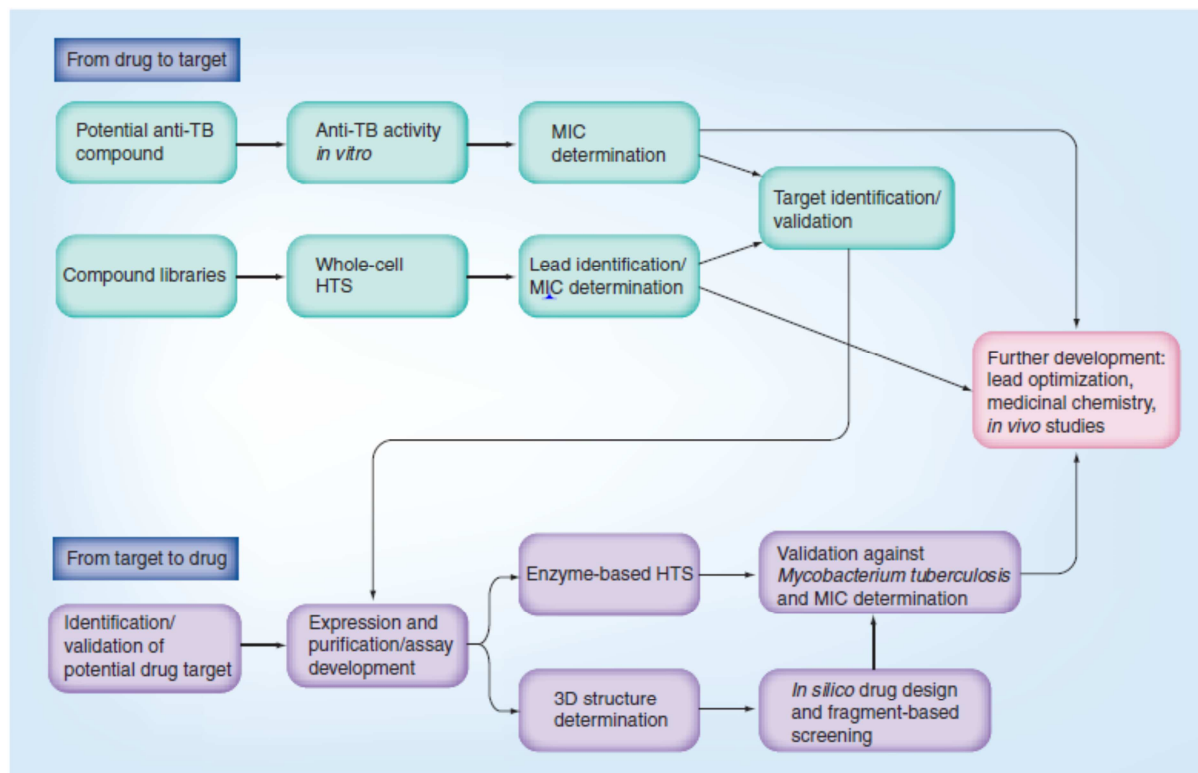 From drug to target
Potential anti-TB
compound
Anti-TB activity
in vitro
MIC
determination
Target identification/
validation
Compound libraries
Whole-cell
HTS
Lead identification/
MIC determination
Further development:
lead optimization,
medicinal chemistry,
in vivo studies
From target to drug
Identification/
validation of
potential drug target
Expression and
purification/assay
development
Enzyme-based HTS
Validation against
Mycobacterium tuberculosis
and MIC determination
3D structure
determination
In silico drug design
and fragment-based
screening